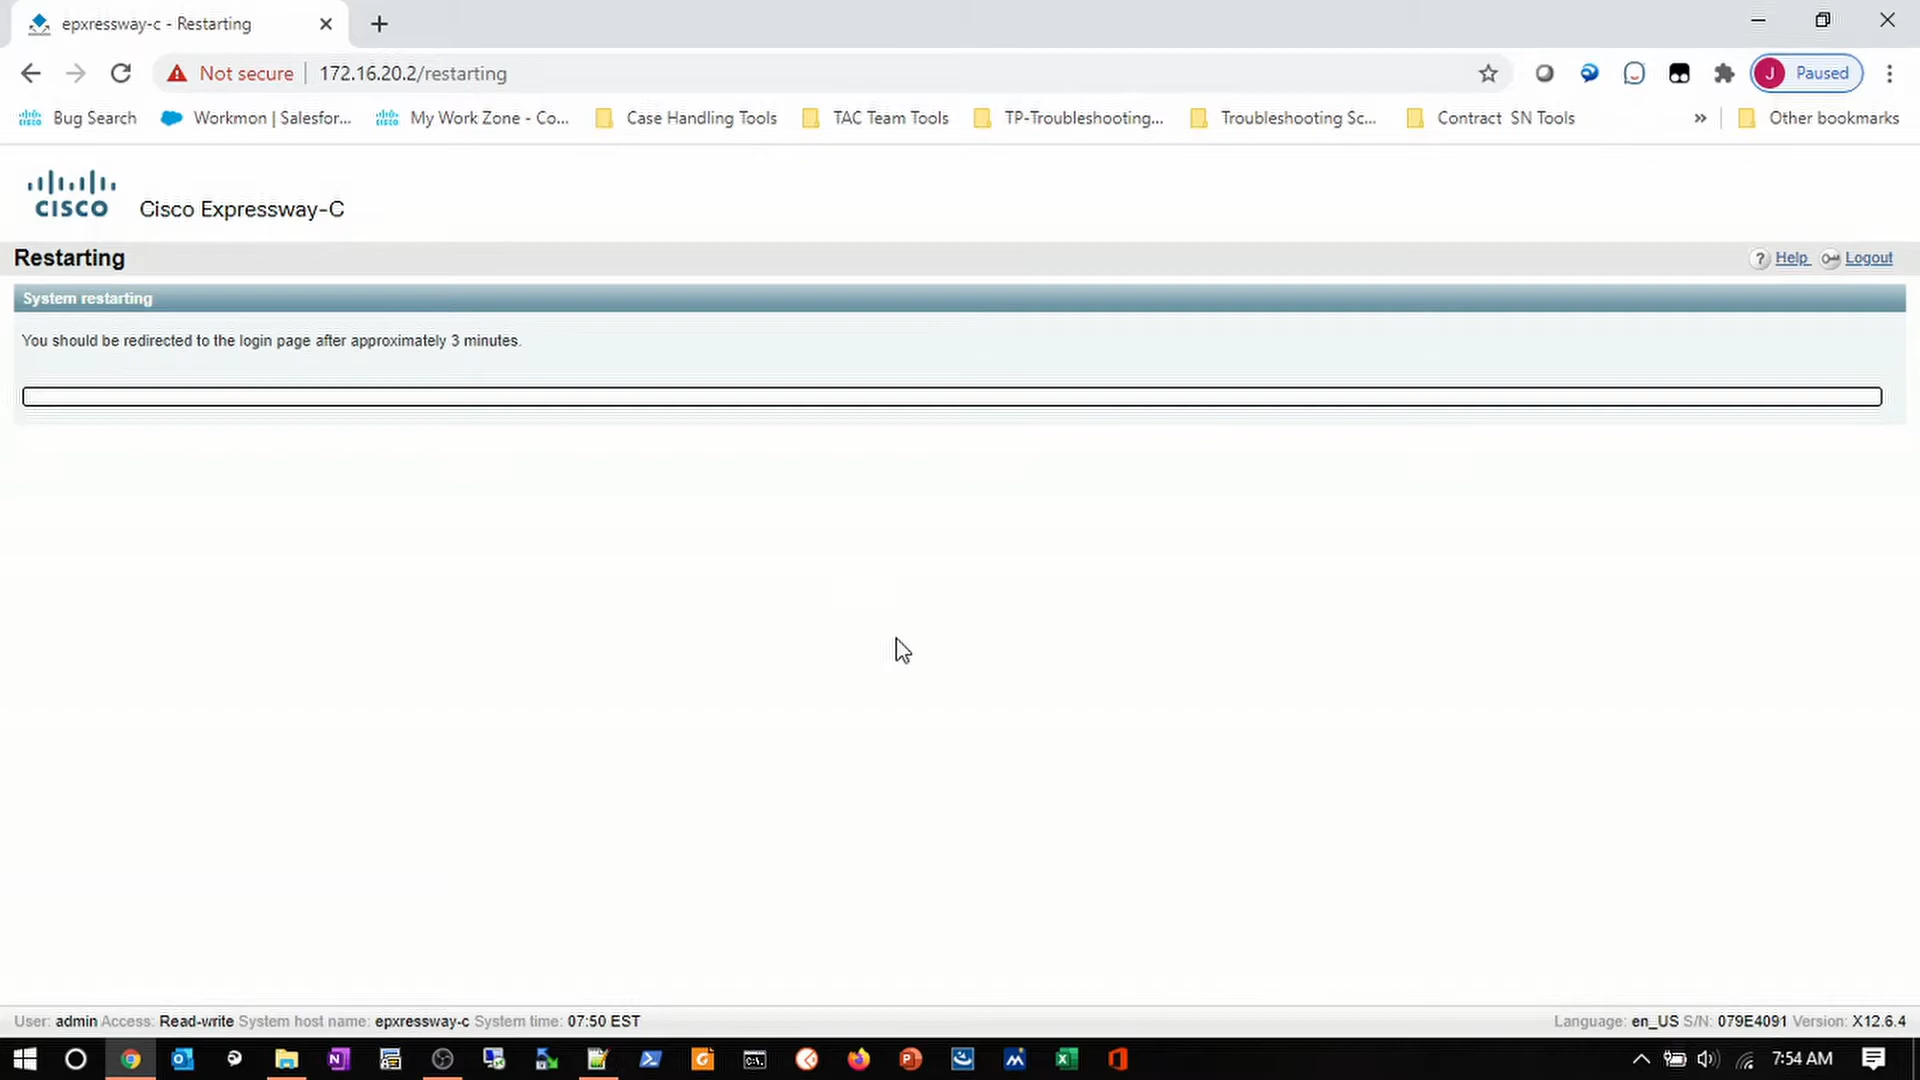 epxressway-c - Restarting
Not secure
172.16.20.2/restarting
J
Paused
Bug Search
Workmon | Salesfor...
My Work Zone - Co...
Case Handling Tools
TAC Team Tools
TP-Troubleshooting...
Troubleshooting Sc...
Contract SN Tools
»
Other bookmarks
CISCO
Cisco Expressway-C
Restarting
? Help
Logout
System restarting
You should be redirected to the login page after approximately 3 minutes.
User: admin Access: Read-write System host name: epxressway-c System time: 07:50 EST
Language: en_US S/N: 079E4091 Version: X12.6.4
7:54 AM